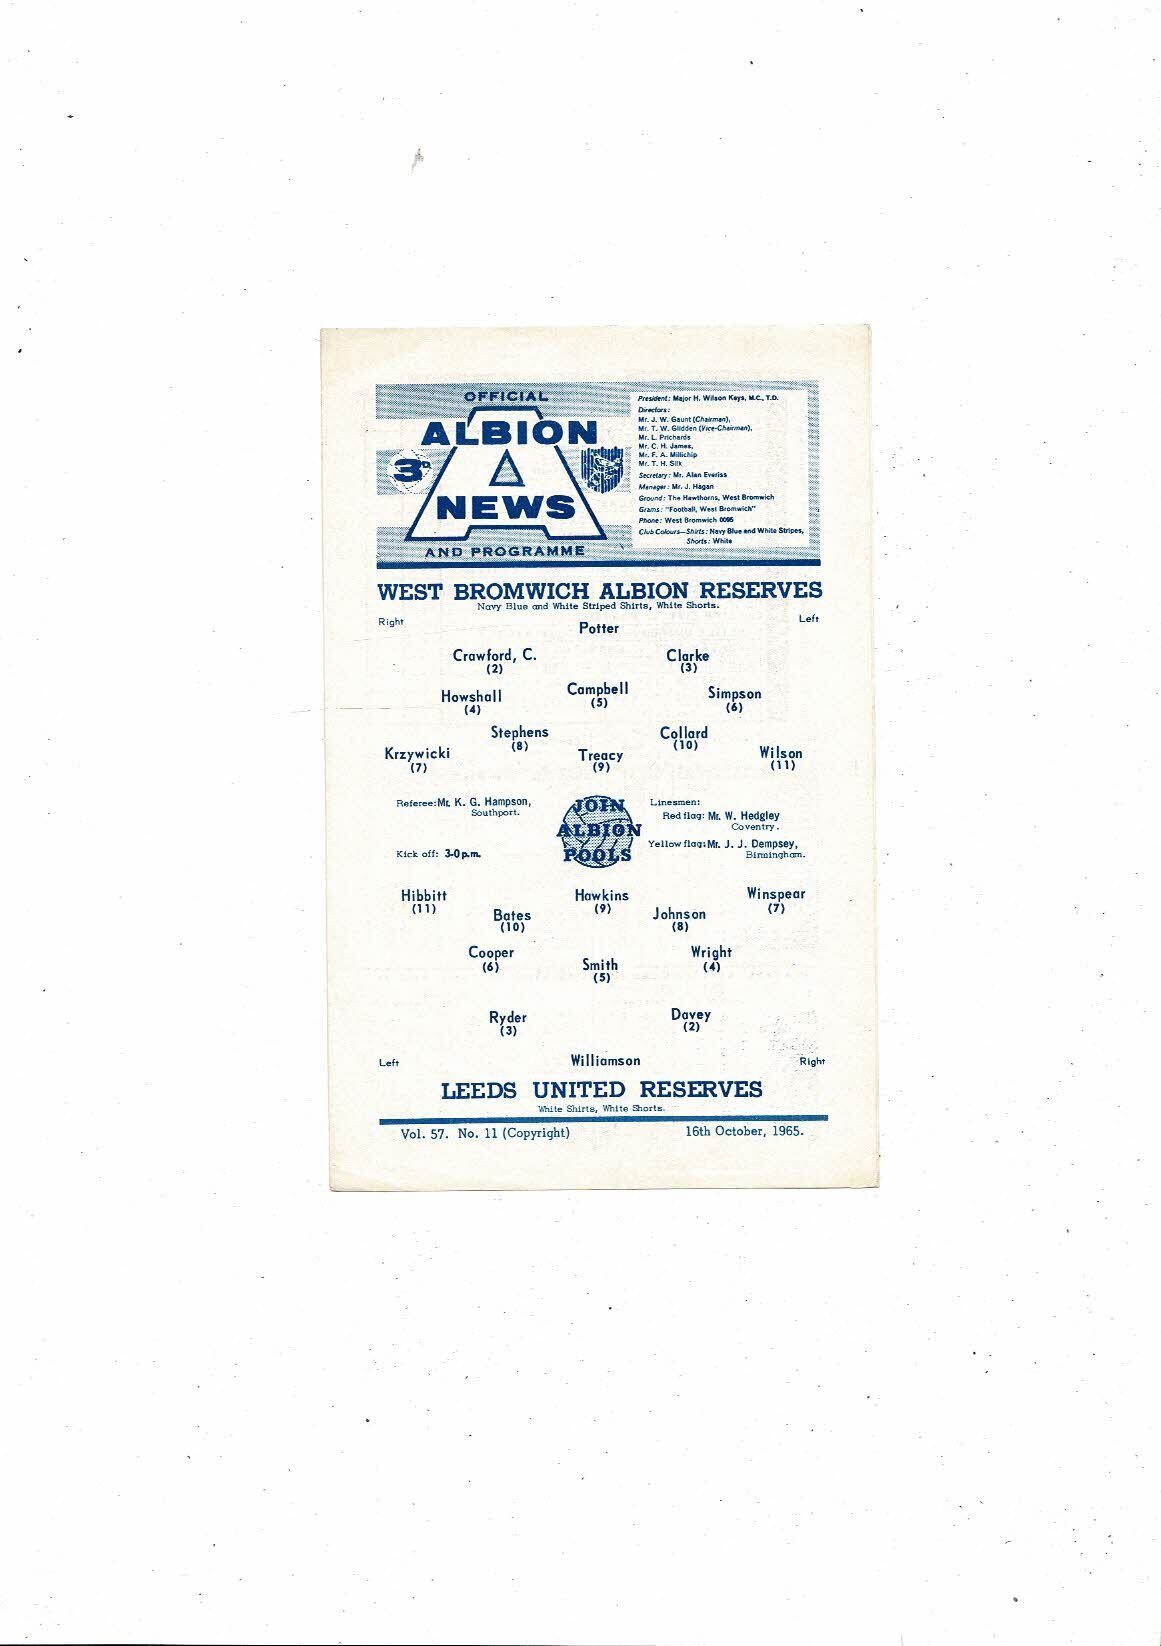 OFFICIAL
ALBION
3D.
NEWS
AND PROGRAMME
President: Major H. Wilson Keys, M.C., T.D.
Directors:
Mr. J. W. Gaunt (Chairman),
Mr. T. W. Glidden (Vice-Chairman),
Mr. L. Prichards
Mr. C. H. James,
Mr. F. A. Millichip
Mr. T. H. Silk
Secretary: Mr. Alan Everiss
Manager: Mr. J. Hagan
Ground: The Hawthorns, West Bromwich
Grams: "Football, West Bromwich"
Phone: West Bromwich 0095
Club Colours—Shirts: Navy Blue and White Stripes,
Shorts: White
WEST BROMWICH ALBION RESERVES
Navy Blue and White Striped Shirts, White Shorts.
Right Left
Potter
Crawford, C. Clarke
(2) (3)
Howshall Campbell Simpson
(4) (5) (6)
Stephens Collard
(8) (10)
Krzywicki Treacy Wilson
(7) (9) (11)
Referee: Mr. K. G. Hampson,
Southport.
Kick off: 3-0 p.m.
JOIN
ALBION
POOLS
Linesmen:
Red flag: Mr. W. Hedgley
Coventry.
Yellow flag: Mr. J. J. Dempsey,
Birmingham.
Hibbitt Hawkins Winspear
(11) (9) (7)
Bates Johnson
(10) (8)
Cooper Smith Wright
(6) (5) (4)
Ryder Davey
(3) (2)
Left Williamson Right
LEEDS UNITED RESERVES
White Shirts, White Shorts.
Vol. 57. No. 11 (Copyright) 16th October, 1965.